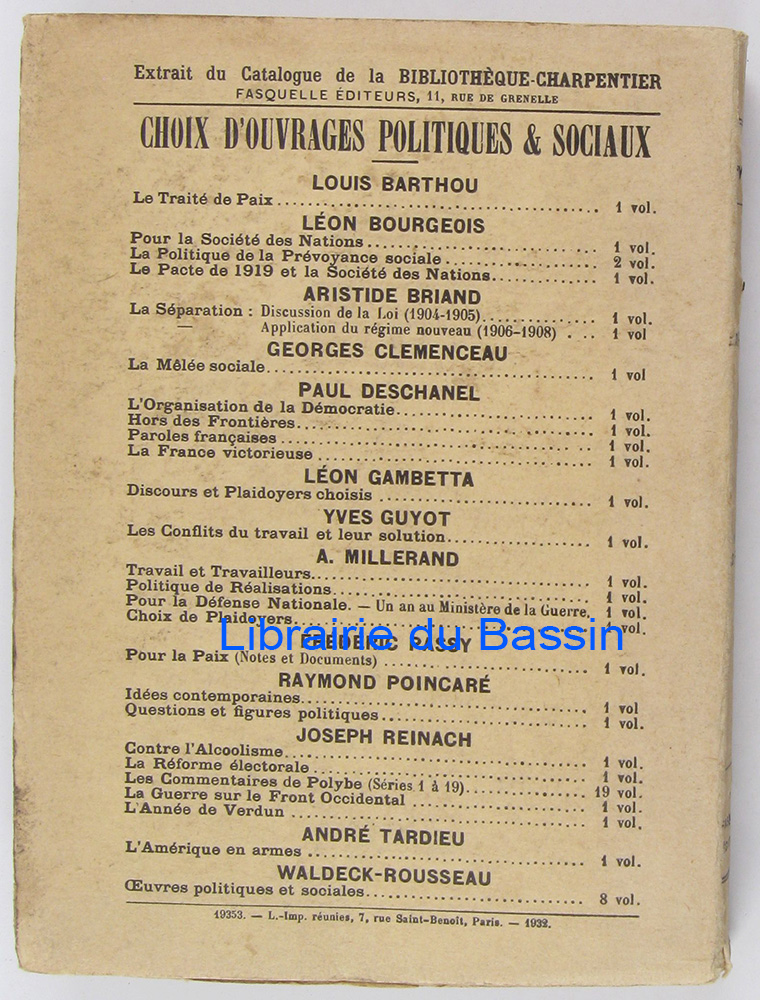 Extrait du Catalogue de la BIBLIOTHÈQUE-CHARPENTIER
FASQUELLE ÉDITEURS, 11, RUE DE GRENELLE
CHOIX D'OUVRAGES POLITIQUES & SOCIAUX
LOUIS BARTHOU
Le Traité de Paix ........................................ 1 vol.
LÉON BOURGEOIS
Pour la Société des Nations ............................. 1 vol.
La Politique de la Prévoyance sociale ................... 2 vol.
Le Pacte de 1919 et la Société des Nations............. 1 vol.
ARISTIDE BRIAND
La Séparation : Discussion de la Loi (1904-1905).............. 1 vol.
— Application du régime nouveau (1906-1908) . .. 1 vol
GEORGES CLEMENCEAU
La Mêlée sociale......................................... 1 vol
PAUL DESCHANEL
L'Organisation de la Démocratie........................ 1 vol.
Hors des Frontières..................................... 1 vol.
Paroles françaises ...................................... 1 vol.
La France victorieuse ................................... 1 vol.
LÉON GAMBETTA
Discours et Plaidoyers choisis ......................... 1 vol.
YVES GUYOT
Les Conflits du travail et leur solution.................. 1 vol.
A. MILLERAND
Travail et Travailleurs.................................. 1 vol.
Politique de Réalisations................................ 1 vol.
Pour la Défense Nationale. — Un an au Ministère de la Guerre. 1 vol.
Choix de Plaidoyers..................................... 1 vol.
Librairie du Bassin
FRÉDÉRIC PASSY
Pour la Paix (Notes et Documents) ........................ 1 vol.
RAYMOND POINCARÉ
Idées contemporaines.................................... 1 vol
Questions et figures politiques.......................... 1 vol.
JOSEPH REINACH
Contre l'Alcoolisme...................................... 1 vol.
La Réforme électorale ................................... 1 vol.
Les Commentaires de Polybe (Séries 1 à 19)............... 19 vol.
La Guerre sur le Front Occidental ...................... 1 vol.
L'Année de Verdun ...................................... 1 vol.
ANDRÉ TARDIEU
L'Amérique en armes .................................... 1 vol.
WALDECK-ROUSSEAU
Œuvres politiques et sociales............................ 8 vol.
19353. — L.-Imp. réunies, 7, rue Saint-Benoît, Paris. — 1932.